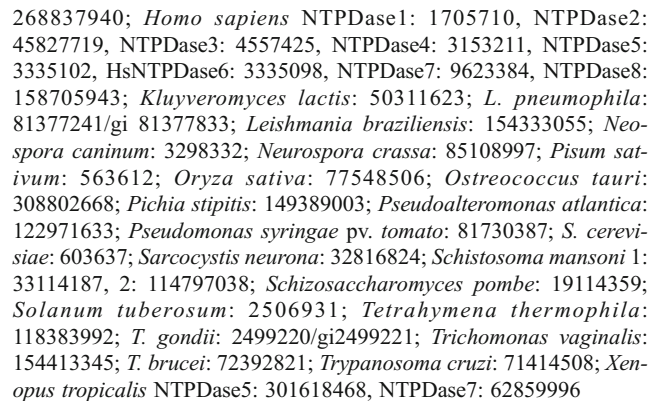 268837940; Homo sapiens NTPDase1: 1705710, NTPDase2:
45827719, NTPDase3: 4557425, NTPDase4: 3153211, NTPDase5:
3335102, HsNTPDase6: 3335098, NTPDase7: 9623384, NTPDase8:
158705943; Kluyveromyces lactis: 50311623; L. pneumophila:
81377241/gi 81377833; Leishmania braziliensis: 154333055; Neo-
spora caninum: 3298332; Neurospora crassa: 85108997; Pisum sat-
ivum: 563612; Oryza sativa: 77548506; Ostreococcus tauri:
308802668; Pichia stipitis: 149389003; Pseudoalteromonas atlantica:
122971633; Pseudomonas syringae pv. tomato: 81730387; S. cerevi-
siae: 603637; Sarcocystis neurona: 32816824; Schistosoma mansoni 1:
33114187, 2: 114797038; Schizosaccharomyces pombe: 19114359;
Solanum tuberosum: 2506931; Tetrahymena thermophila:
118383992; T. gondii: 2499220/gi2499221; Trichomonas vaginalis:
154413345; T. brucei: 72392821; Trypanosoma cruzi: 71414508; Xen-
opus tropicalis NTPDase5: 301618468, NTPDase7: 62859996